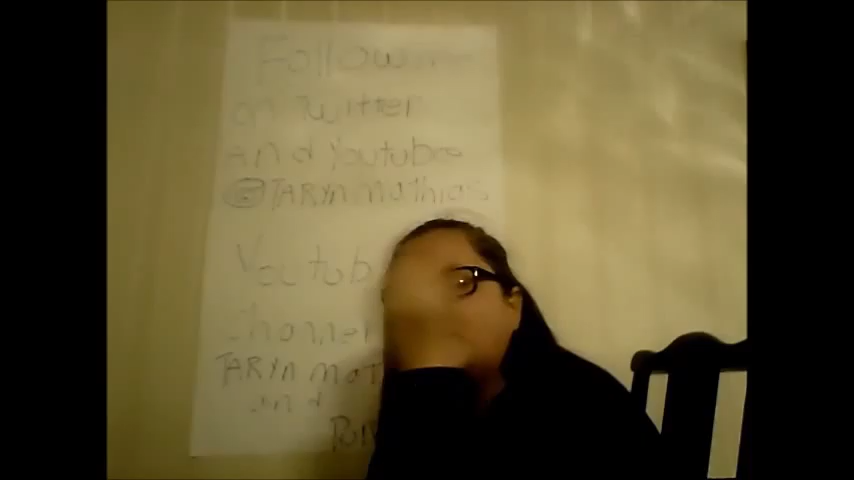 Follow me
on Twitter
And Youtube
@TARYnmathias
Youtub
Channel
TARYn mat
and